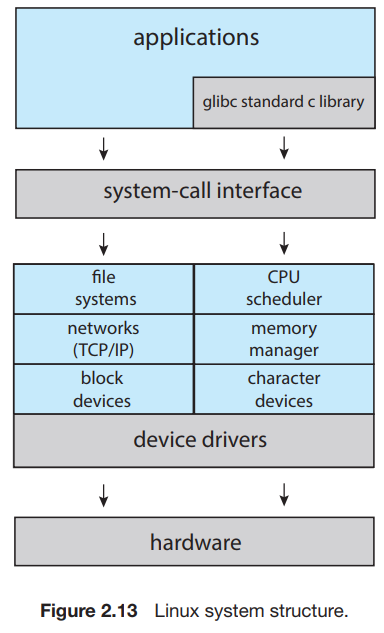 applications
glibc standard c library
system-call interface
file
systems
CPU
scheduler
networks
(TCP/IP)
memory
manager
block
devices
character
devices
device drivers
hardware
Figure 2.13 Linux system structure.